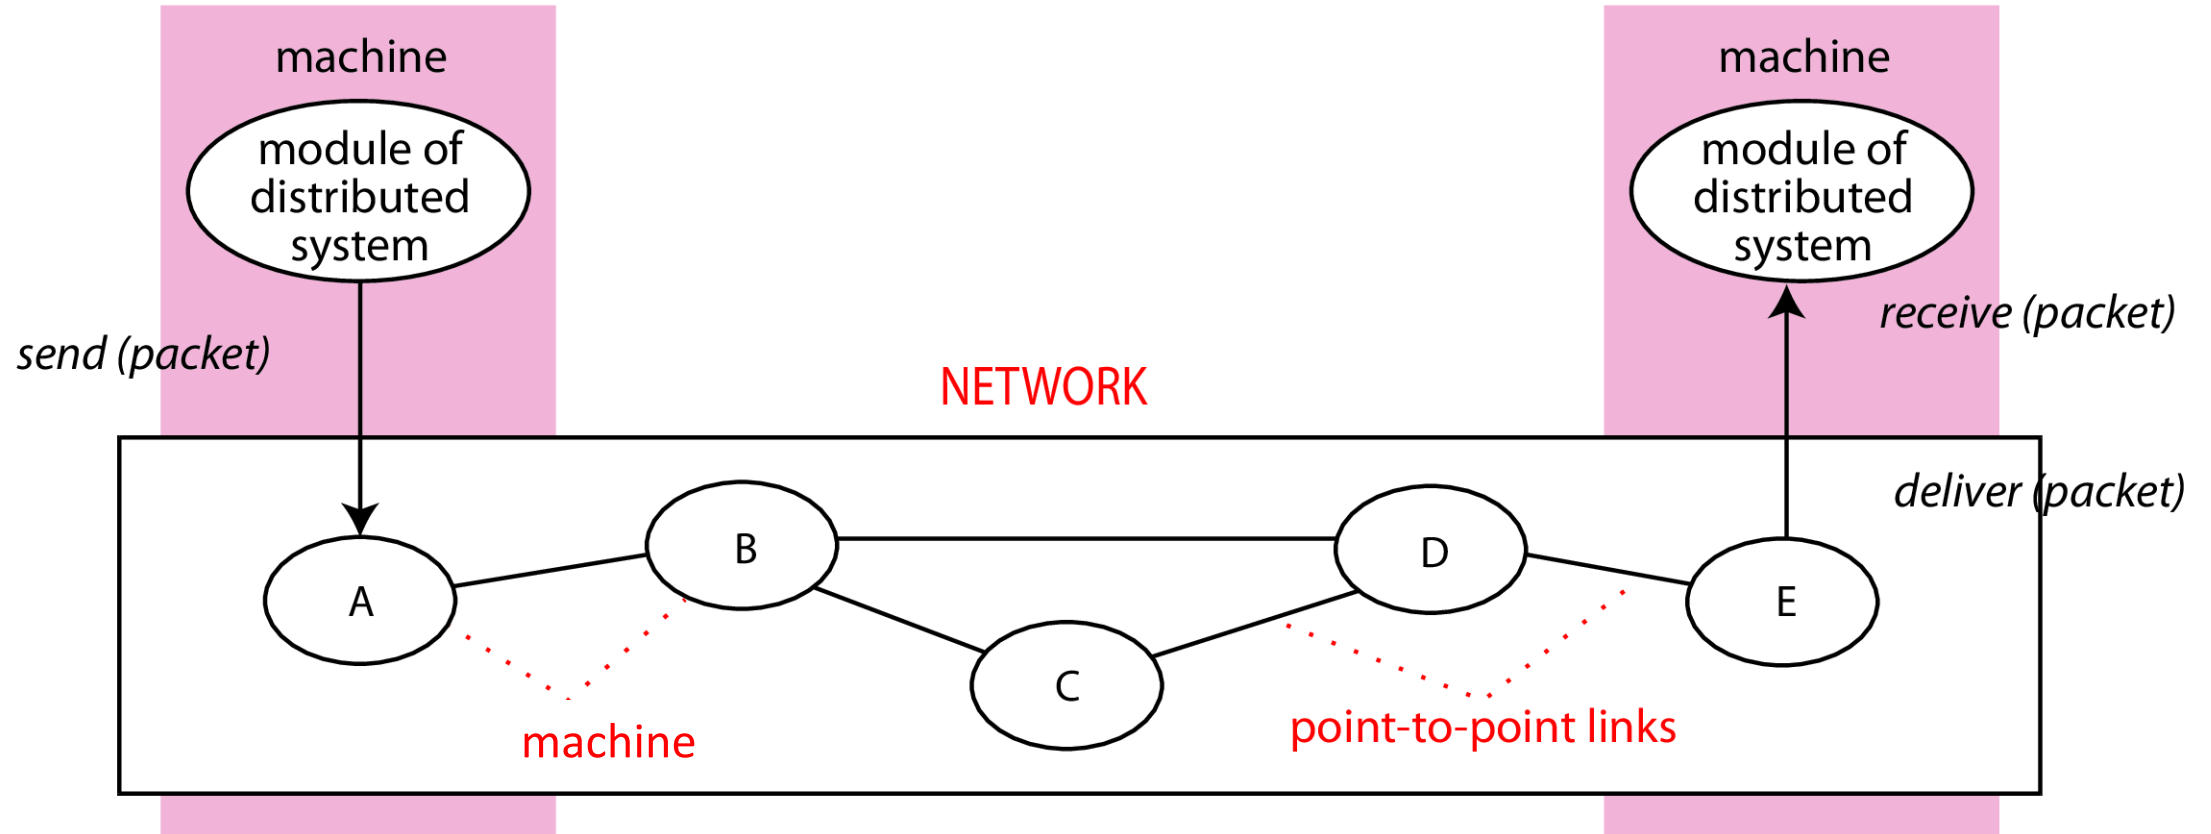 machine
module of
distributed
system
machine
module of
distributed
system
send (packet)
receive (packet)
NETWORK
deliver (packet)
A
B
C
D
E
machine
point-to-point links